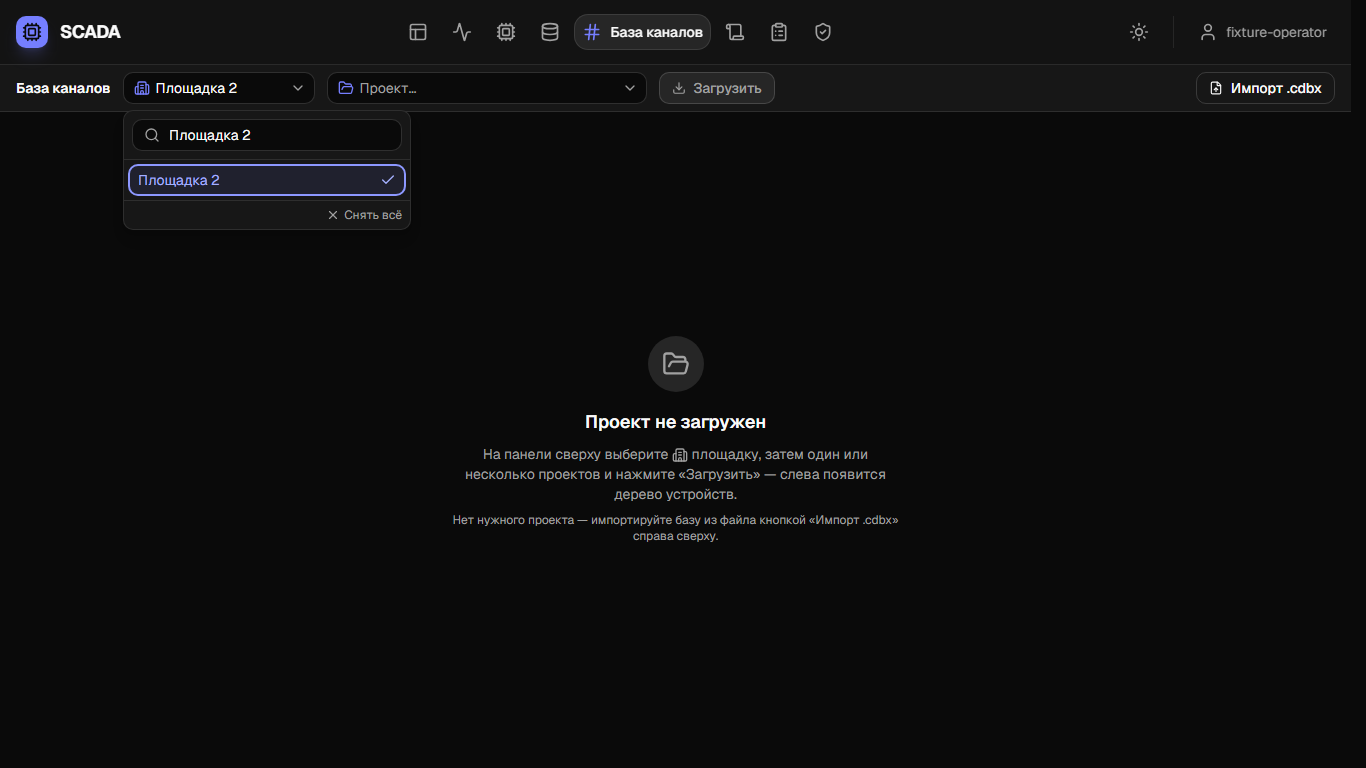 SCADA
База каналов
fixture-operator
База каналов
Площадка 2
Проект...
Загрузить
Импорт .cdbx
Площадка 2
Площадка 2
Снять всё
Проект не загружен
На панели сверху выберите площадку, затем один или
несколько проектов и нажмите «Загрузить» — слева появится
дерево устройств.
Нет нужного проекта — импортируйте базу из файла кнопкой «Импорт .cdbx»
справа сверху.